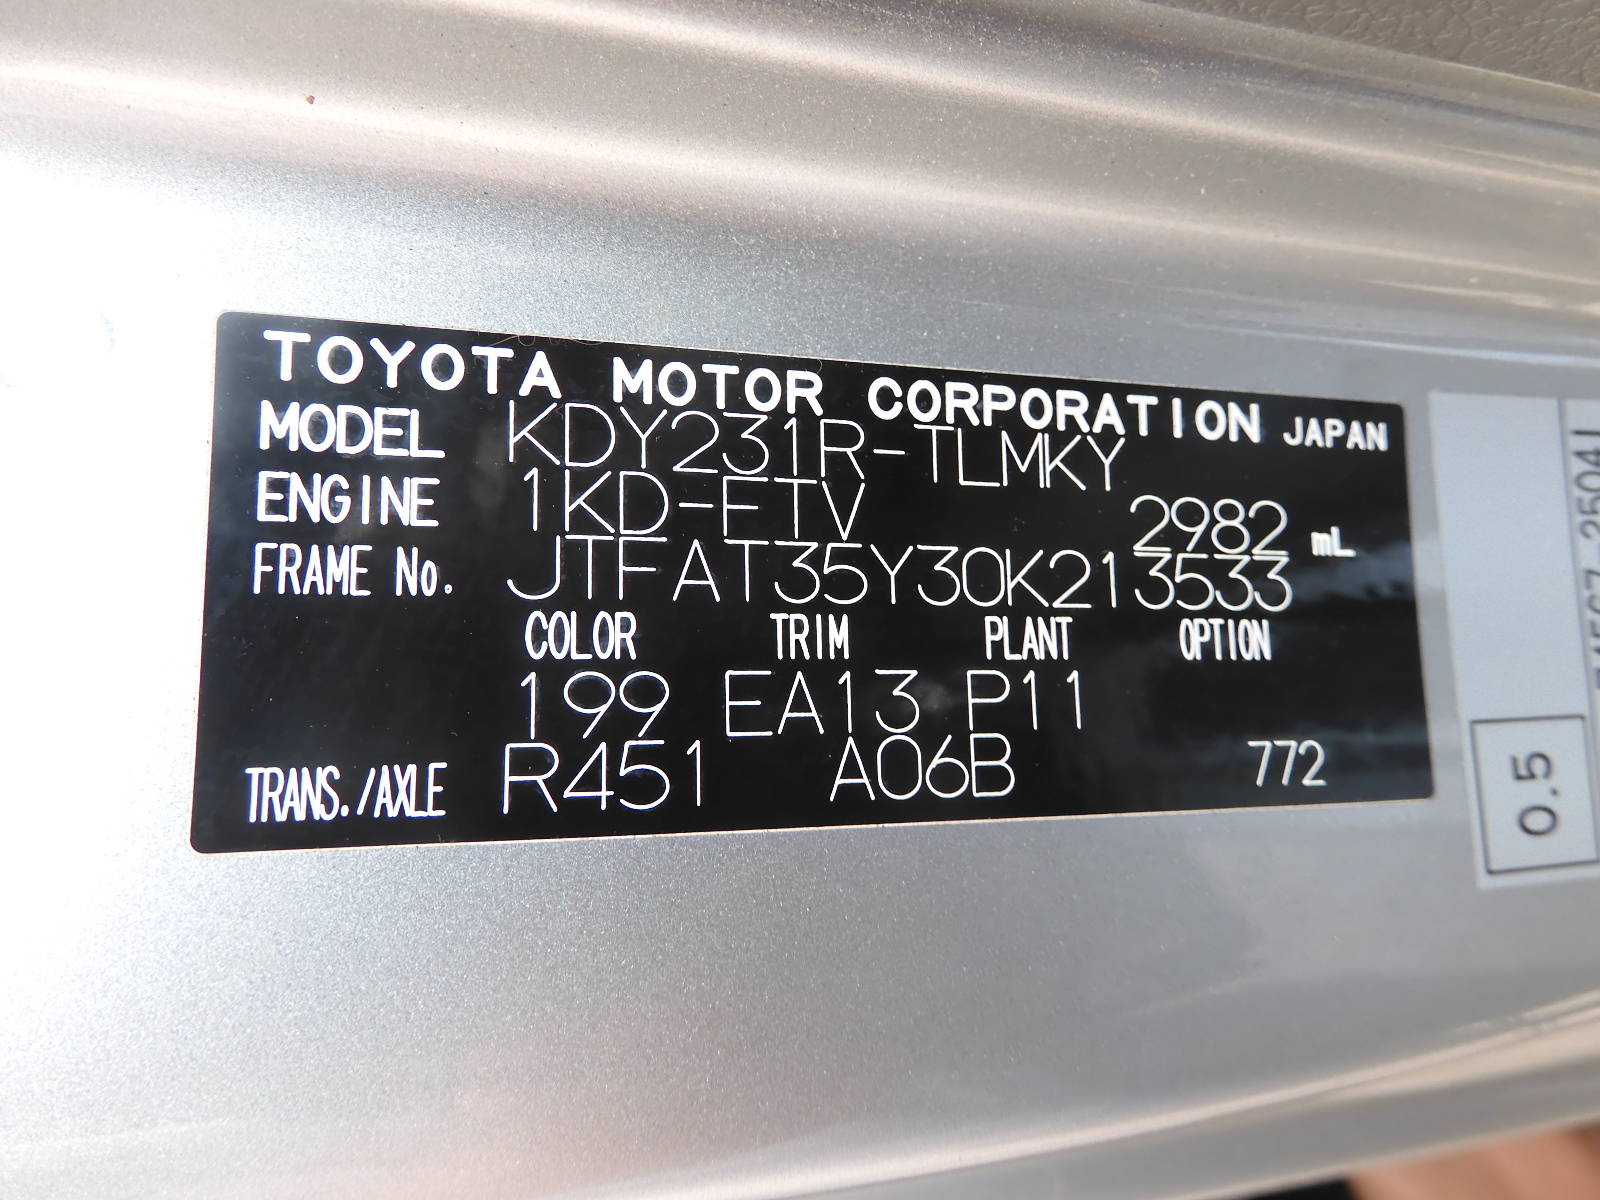 TOYOTA MOTOR CORPORATION JAPAN
MODEL KDY231R-TLMKY
ENGINE 1KD-FTV 2982 mL
FRAME No. JTFAT35Y30K213533
COLOR TRIM PLANT OPTION
199 EA13 P11
TRANS./AXLE R451 A06B 772
0.5